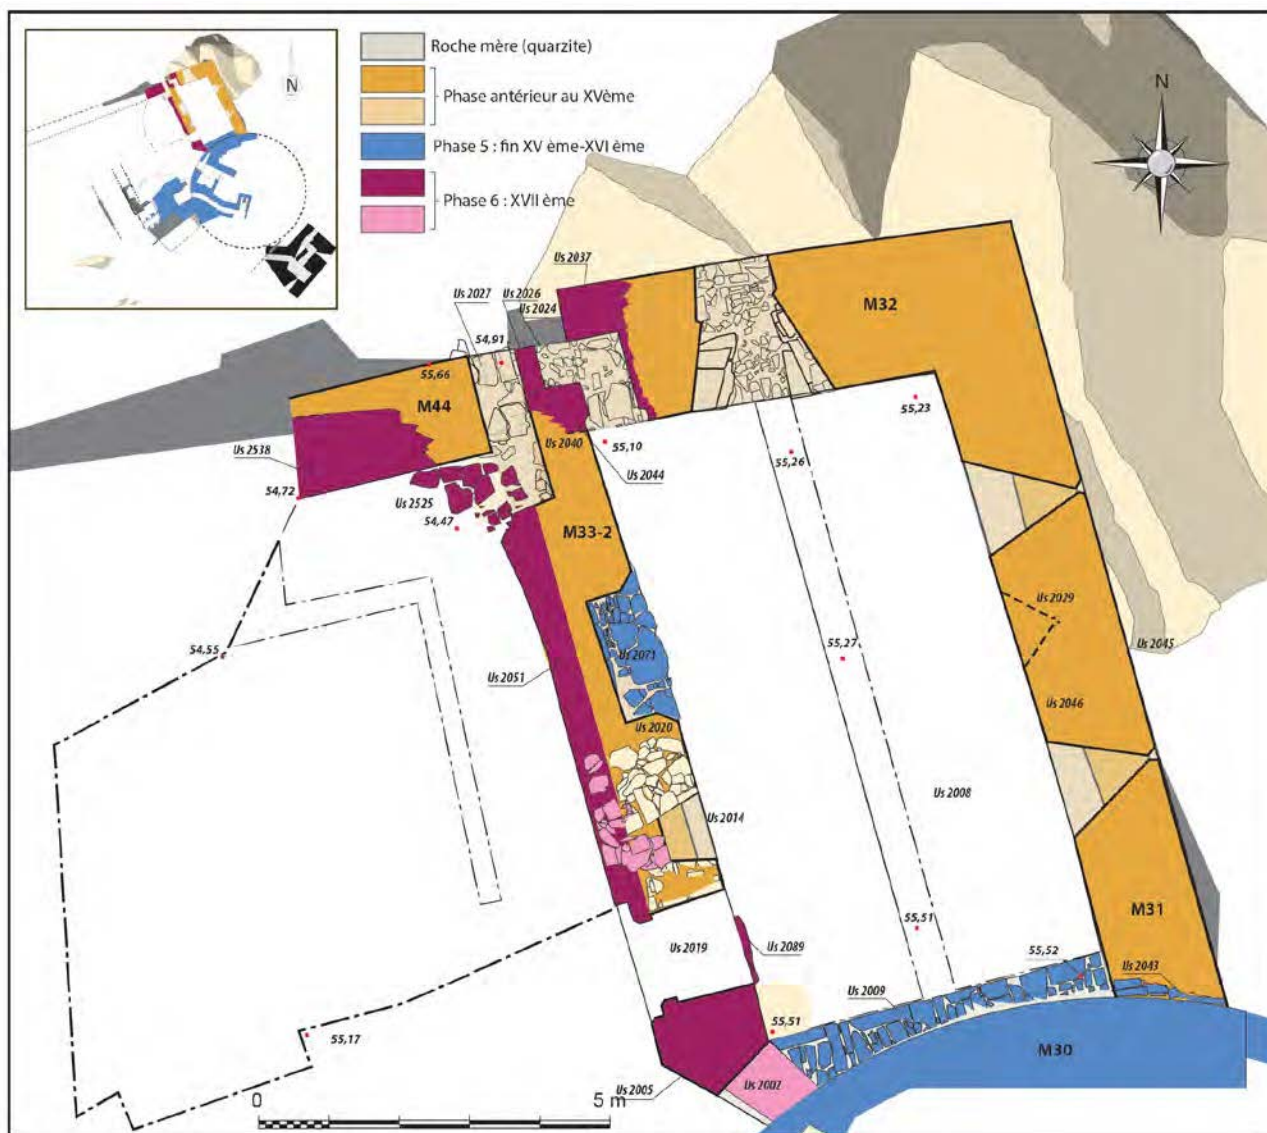 N
Roche mère (quarzite)
Phase antérieur au XVème
Phase 5 : fin XV ème-XVI ème
Phase 6 : XVII ème
N
Us 2037
Us 2027
Us 2026
Us 2024
54,91
M32
55,66
M44
55,23
Us 2538
Us 2040
55,10
55,26
Us 2044
54,72
Us 2525
54,47
M33-2
Us 2029
Us 2045
54,55
Us 2071
55,27
Us 2051
Us 2046
Us 2020
Us 2008
Us 2014
M31
55,51
Us 2019
Us 2089
55,52
Us 2043
Us 2009
55,17
55,51
M30
Us 2005
Us 2002
0
5 m